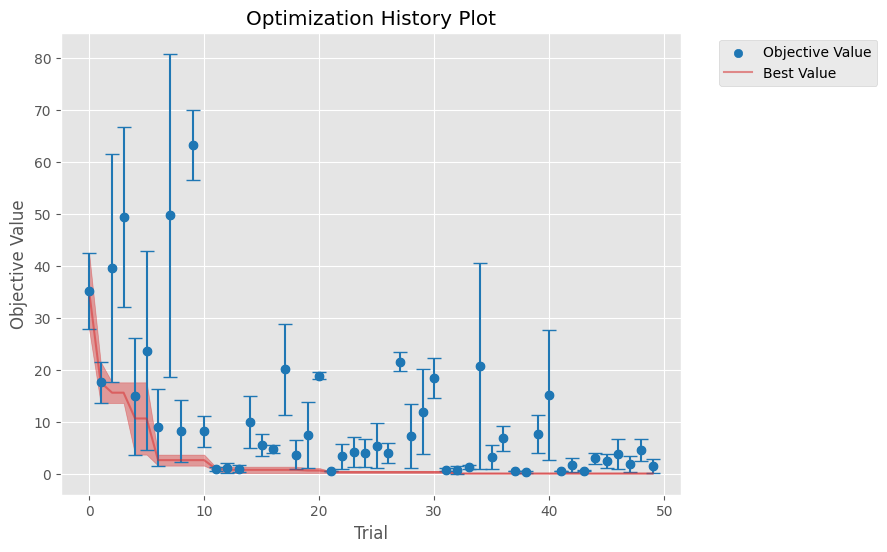 Optimization History Plot
Objective Value
Best Value
Objective Value
80
70
60
50
40
30
20
10
0
0 10 20 30 40 50
Trial